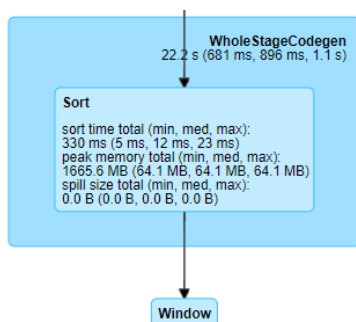 WholeStageCodegen
22.2 s (681 ms, 896 ms, 1.1 s)
Sort
sort time total (min, med, max):
330 ms (5 ms, 12 ms, 23 ms)
peak memory total (min, med, max):
1665.6 MB (64.1 MB, 64.1 MB, 64.1 MB)
spill size total (min, med, max):
0.0 B (0.0 B, 0.0 B, 0.0 B)
Window